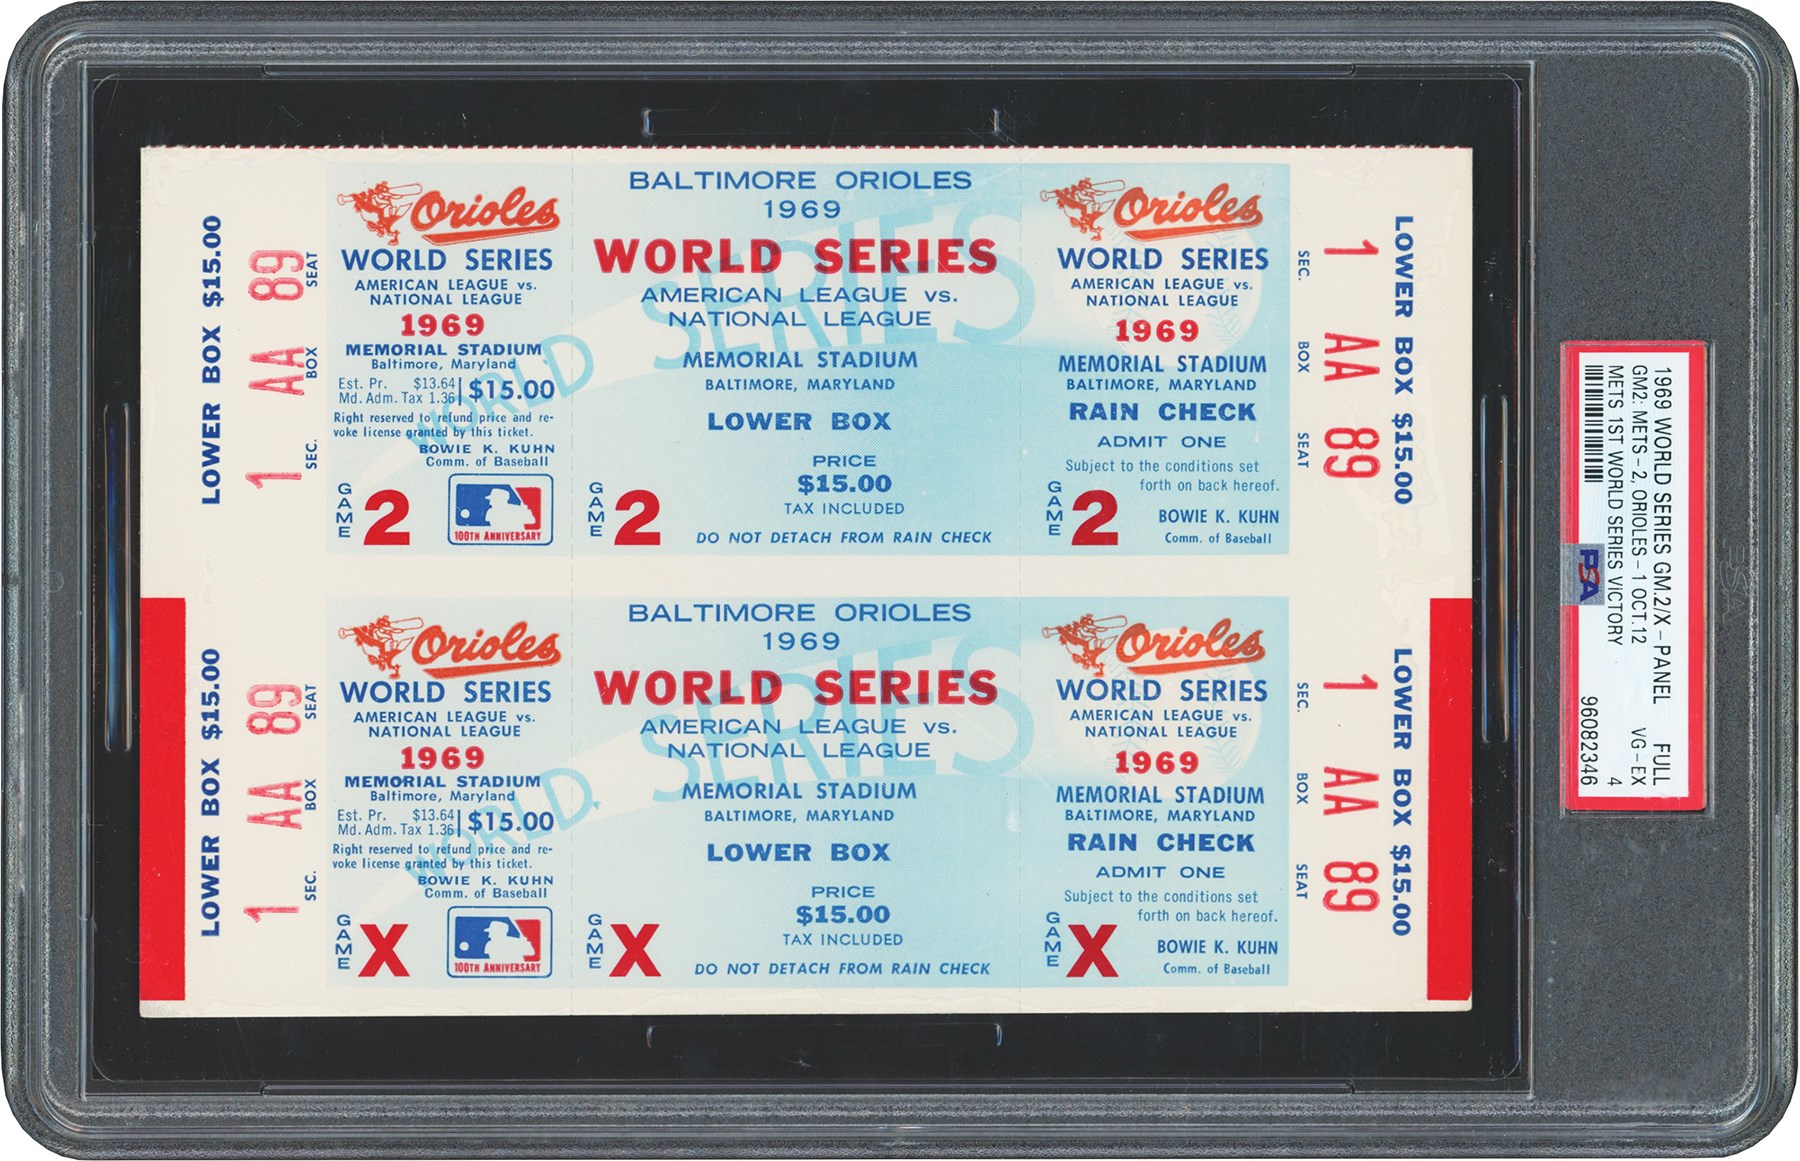 LOWER BOX $15.00
1 AA 89
SEC. BOX SEAT
Orioles
WORLD SERIES
AMERICAN LEAGUE vs.
NATIONAL LEAGUE
1969
MEMORIAL STADIUM
Baltimore, Maryland
Est. Pr. $13.64
Md. Adm. Tax 1.36
$15.00
Right reserved to refund price and re-
voke license granted by this ticket.
BOWIE K. KUHN
Comm. of Baseball
GAME 2
100TH ANNIVERSARY
WORLD SERIES
BALTIMORE ORIOLES
1969
WORLD SERIES
AMERICAN LEAGUE vs.
NATIONAL LEAGUE
MEMORIAL STADIUM
BALTIMORE, MARYLAND
LOWER BOX
PRICE
$15.00
TAX INCLUDED
GAME 2
DO NOT DETACH FROM RAIN CHECK
Orioles
WORLD SERIES
AMERICAN LEAGUE vs.
NATIONAL LEAGUE
1969
MEMORIAL STADIUM
BALTIMORE, MARYLAND
RAIN CHECK
ADMIT ONE
Subject to the conditions set
forth on back hereof.
GAME 2
BOWIE K. KUHN
Comm. of Baseball
SEC. BOX SEAT
1 AA 89
LOWER BOX $15.00
LOWER BOX $15.00
1 AA 89
SEC. BOX SEAT
Orioles
WORLD SERIES
AMERICAN LEAGUE vs.
NATIONAL LEAGUE
1969
MEMORIAL STADIUM
Baltimore, Maryland
Est. Pr. $13.64
Md. Adm. Tax 1.36
$15.00
Right reserved to refund price and re-
voke license granted by this ticket.
BOWIE K. KUHN
Comm. of Baseball
GAME X
100TH ANNIVERSARY
WORLD SERIES
BALTIMORE ORIOLES
1969
WORLD SERIES
AMERICAN LEAGUE vs.
NATIONAL LEAGUE
MEMORIAL STADIUM
BALTIMORE, MARYLAND
LOWER BOX
PRICE
$15.00
TAX INCLUDED
GAME X
DO NOT DETACH FROM RAIN CHECK
Orioles
WORLD SERIES
AMERICAN LEAGUE vs.
NATIONAL LEAGUE
1969
MEMORIAL STADIUM
BALTIMORE, MARYLAND
RAIN CHECK
ADMIT ONE
Subject to the conditions set
forth on back hereof.
GAME X
BOWIE K. KUHN
Comm. of Baseball
SEC. BOX SEAT
1 AA 89
LOWER BOX $15.00
1969 WORLD SERIES GM.2/X-PANEL FULL
GM2: METS-2, ORIOLES-1 OCT.12 VG-EX
METS 1ST WORLD SERIES VICTORY 4
96082346
PSA